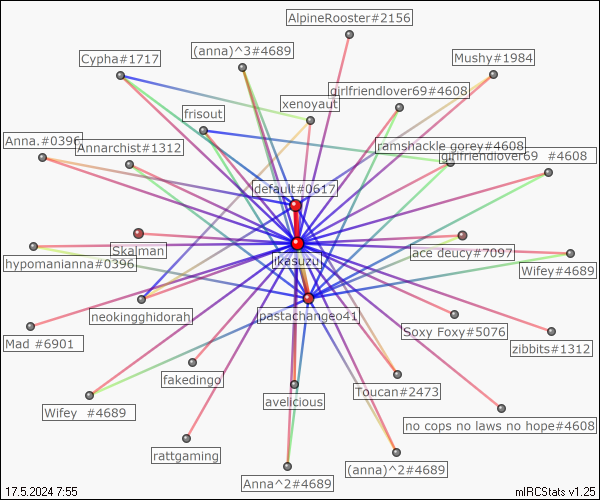 AlpineRooster#2156
(anna)^3#4689
Cypha#1717
Mushy#1984
girlfriendlover69#4608
xenoyaut
frisout
Anna.#0396
Annarchist#1312
ramshackle gorey#4608
girlfriendlover69 #4608
default#0617
Skajman
jace deucy#7097
ikasuzu
hypomanianna#0396
Wifey#4689
neokingghidorah
pastachangeo41
Soxy Foxy#5076
Mad #6901
zibbits#1312
fakedingo
Toucan#2473
avelicious
Wifey #4689
no cops no laws no hope#4608
rattgaming
(anna)^2#4689
Anna^2#4689
17.5.2024 7:55
mIRCStats v1.25